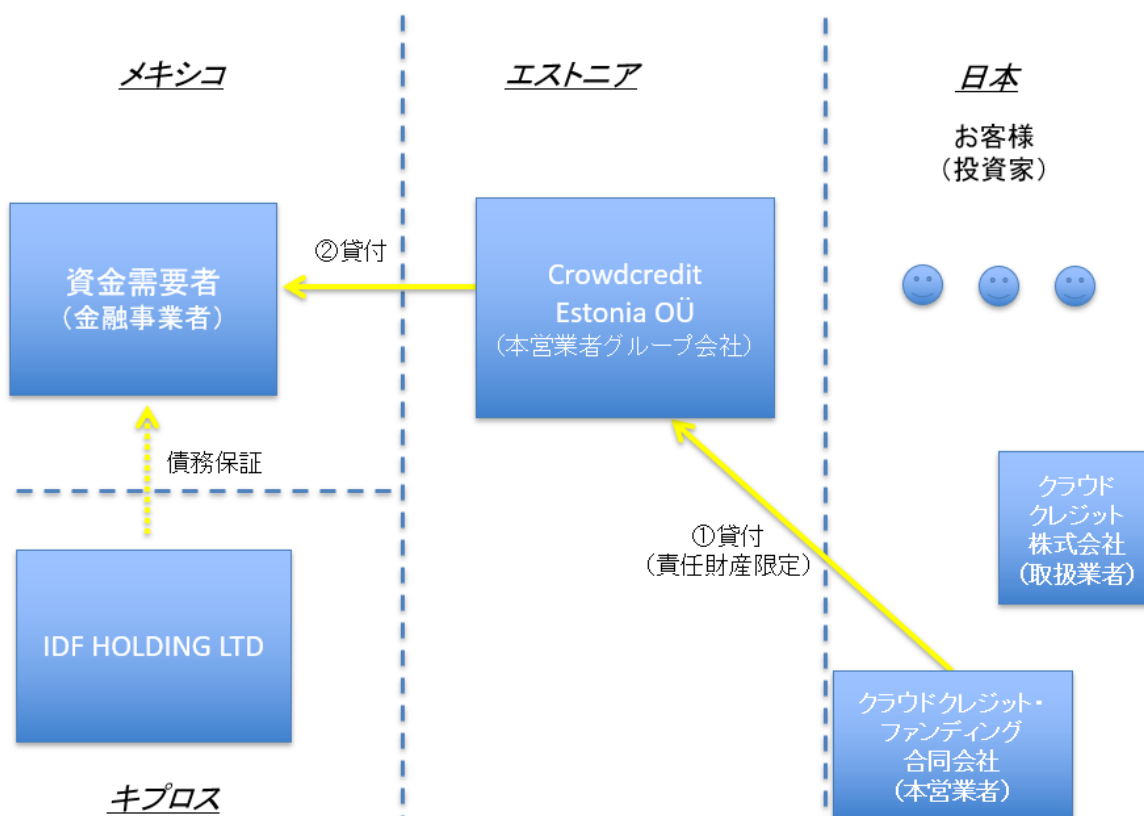 メキシコ
エストニア
日本
お客様
（投資家）
資金需要者
（金融事業者）
②貸付
Crowdcredit
Estonia OÜ
（本営業者グループ会社）
債務保証
クラウド
クレジット
株式会社
（取扱業者）
①貸付
（責任財産限定）
IDF HOLDING LTD
クラウドクレジット・
ファンディング
合同会社
（本営業者）
キプロス